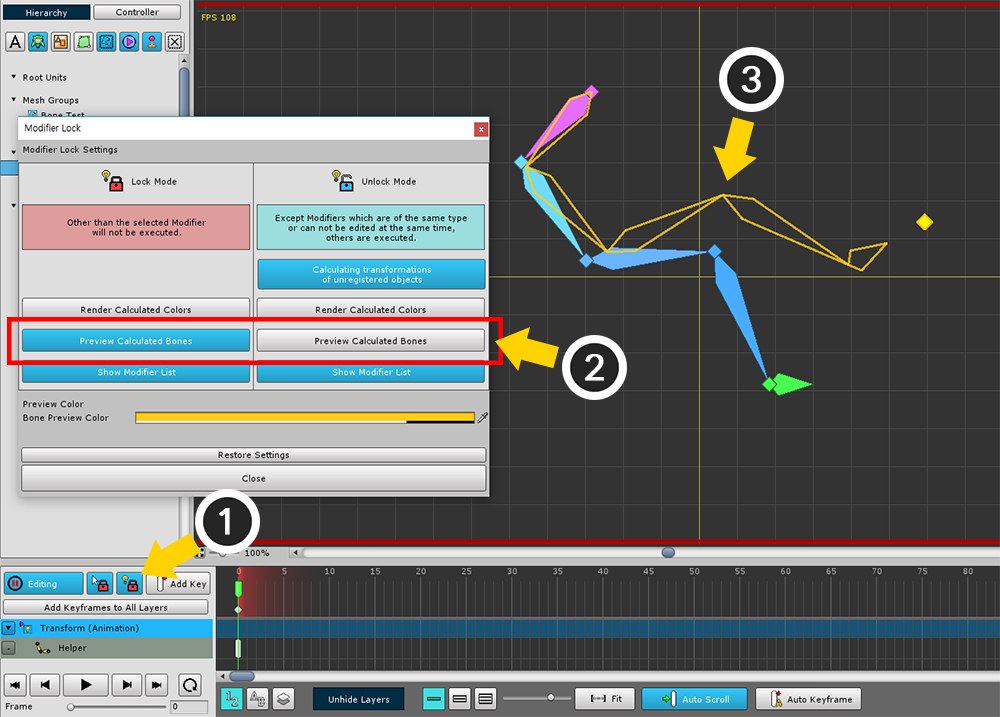 Hierarchy
Controller
FPS 108
A
Root Units
Mesh Groups
Bone Test
Modifier Lock
x
Modifier Lock Settings
Lock Mode
Unlock Mode
Other than the selected Modifier
will not be executed.
Except Modifiers which are of the same type
or can not be edited at the same time,
others are executed.
Calculating transformations
of unregistered objects
Render Calculated Colors
Render Calculated Colors
Preview Calculated Bones
Preview Calculated Bones
Show Modifier List
Show Modifier List
Preview Color
Bone Preview Color
Restore Settings
Close
1
2
3
100%
Editing
Add Key
Add Keyframes to All Layers
Transform (Animation)
Helper
0 5 10 15 20 25 30 35 40 45 50 55 60 65 70 75 80
Frame
0
Unhide Layers
Fit
Auto Scroll
Auto Keyframe